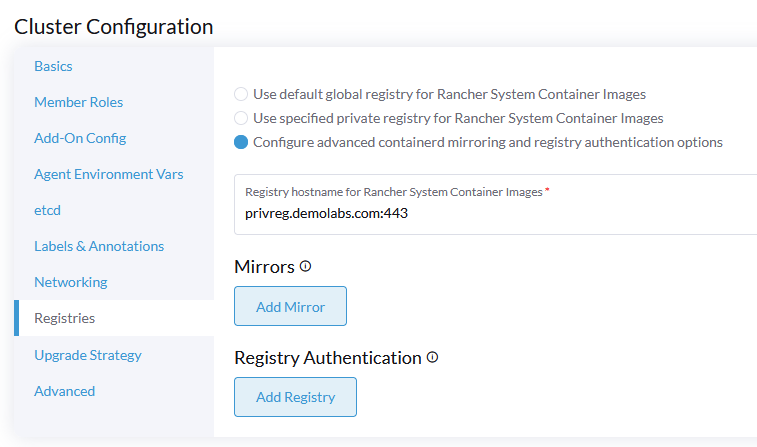 Cluster Configuration
Basics
Member Roles
Add-On Config
Agent Environment Vars
etcd
Labels & Annotations
Networking
Registries
Upgrade Strategy
Advanced
Use default global registry for Rancher System Container Images
Use specified private registry for Rancher System Container Images
Configure advanced containerd mirroring and registry authentication options
Registry hostname for Rancher System Container Images *
privreg.demolabs.com:443
Mirrors
Add Mirror
Registry Authentication
Add Registry